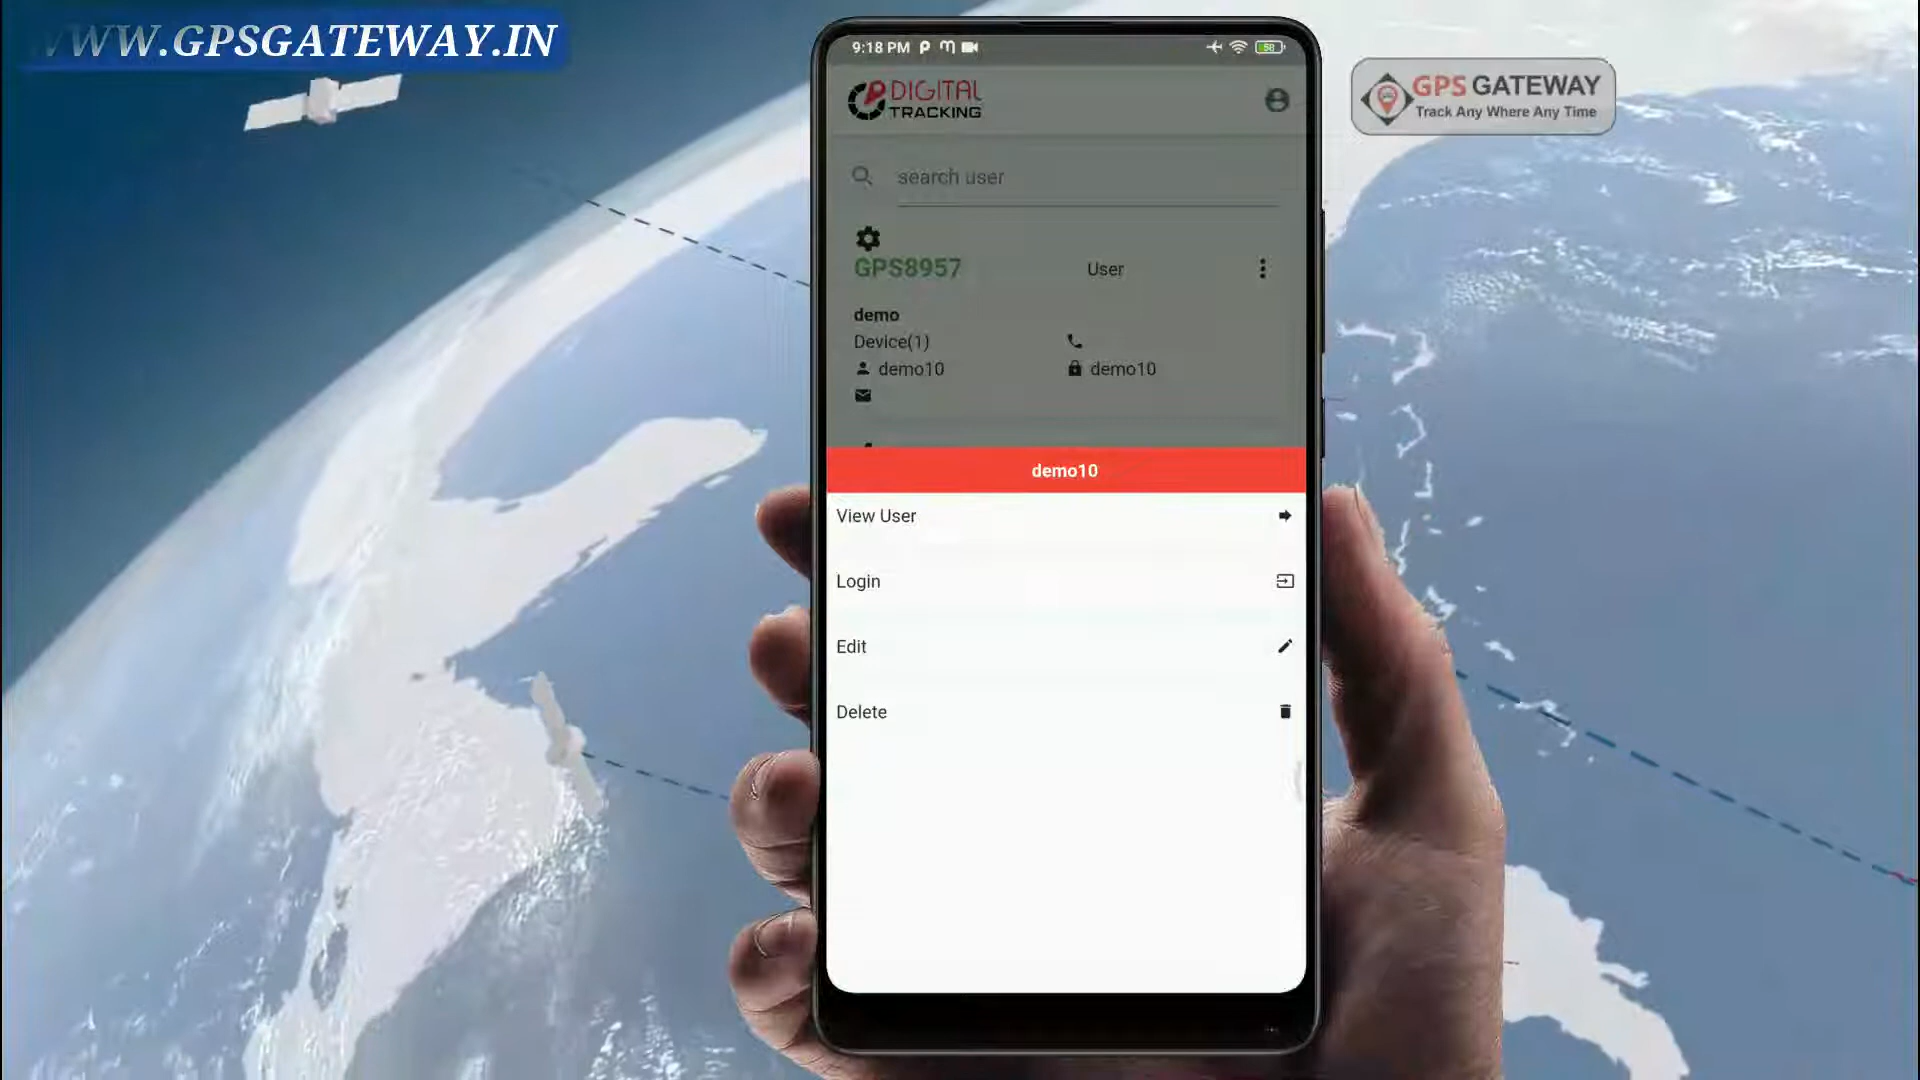 WWW.GPSGATEWAY.IN
9:18 PM
58
DIGITAL
TRACKING
GPS GATEWAY
Track Any Where Any Time
search user
GPS8957
User
demo
Device(1)
demo10
demo10
demo10
View User
Login
Edit
Delete